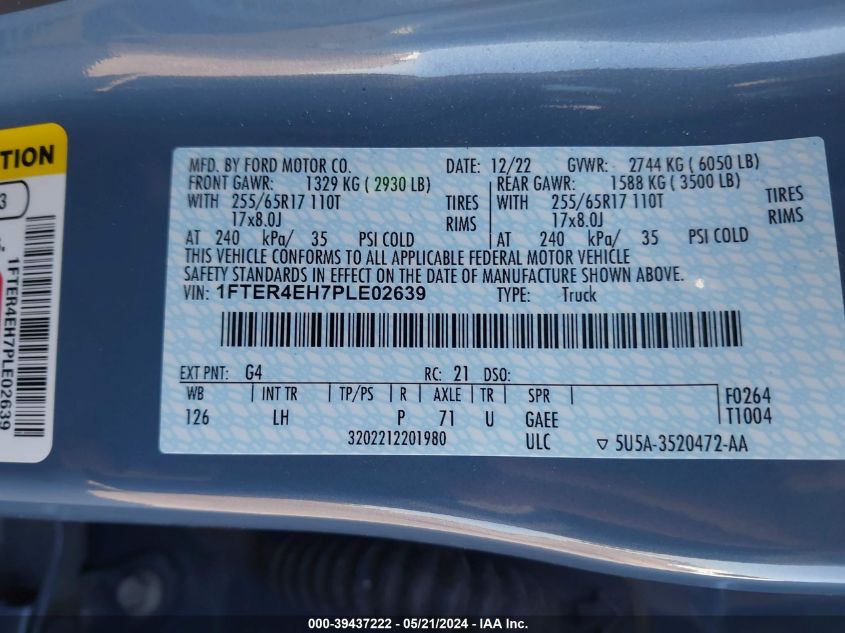 TION
3
1FTER4EH7PLE02639
MFD. BY FORD MOTOR CO. DATE: 12/22 GVWR: 2744 KG ( 6050 LB)
FRONT GAWR: 1329 KG ( 2930 LB) REAR GAWR: 1588 KG ( 3500 LB)
WITH 255/65R17 110T TIRES WITH 255/65R17 110T TIRES
17x8.0J RIMS 17x8.0J RIMS
AT 240 kPa/ 35 PSI COLD AT 240 kPa/ 35 PSI COLD
THIS VEHICLE CONFORMS TO ALL APPLICABLE FEDERAL MOTOR VEHICLE
SAFETY STANDARDS IN EFFECT ON THE DATE OF MANUFACTURE SHOWN ABOVE.
VIN: 1FTER4EH7PLE02639 TYPE: Truck
EXT PNT: G4 RC: 21 DSO:
WB INT TR TP/PS R AXLE TR SPR F0264
126 LH P 71 U GAEE T1004
3202212201980 ULC ▽ 5U5A-3520472-AA
000-39437222 - 05/21/2024 - IAA Inc.